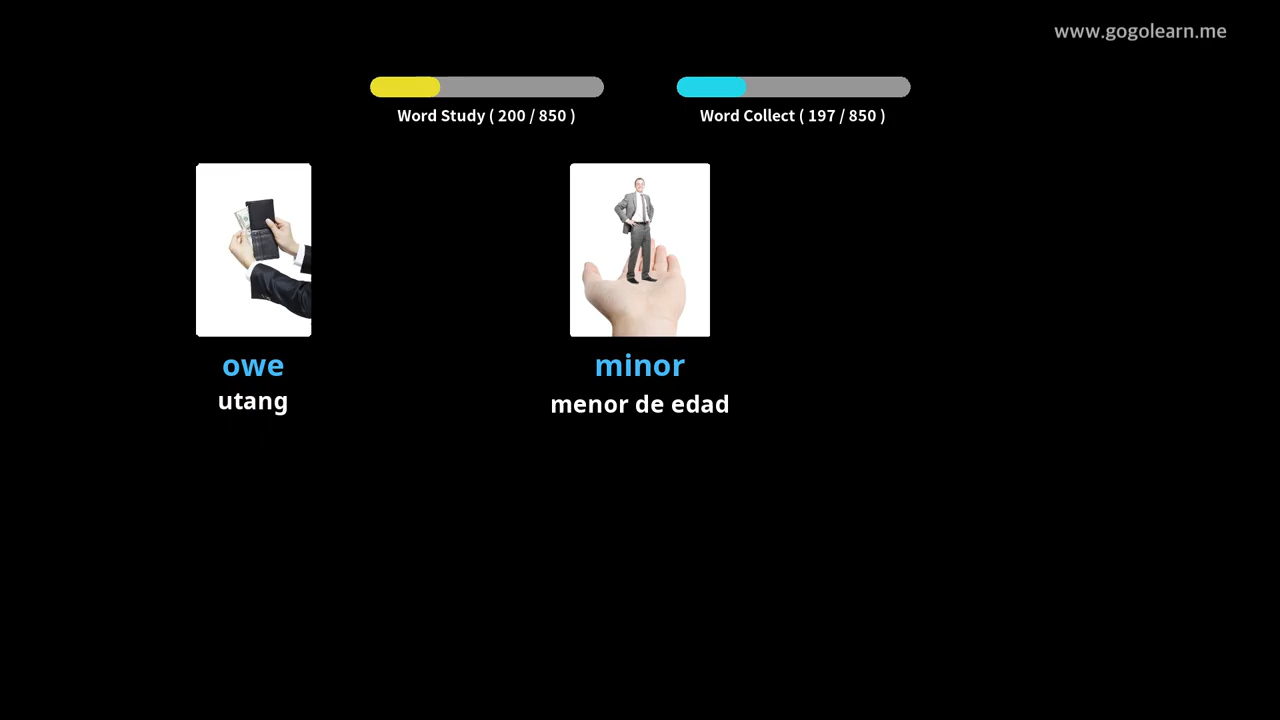 www.gogolearn.me
Word Study ( 200 / 850 )
Word Collect ( 197 / 850 )
owe
utang
minor
menor de edad